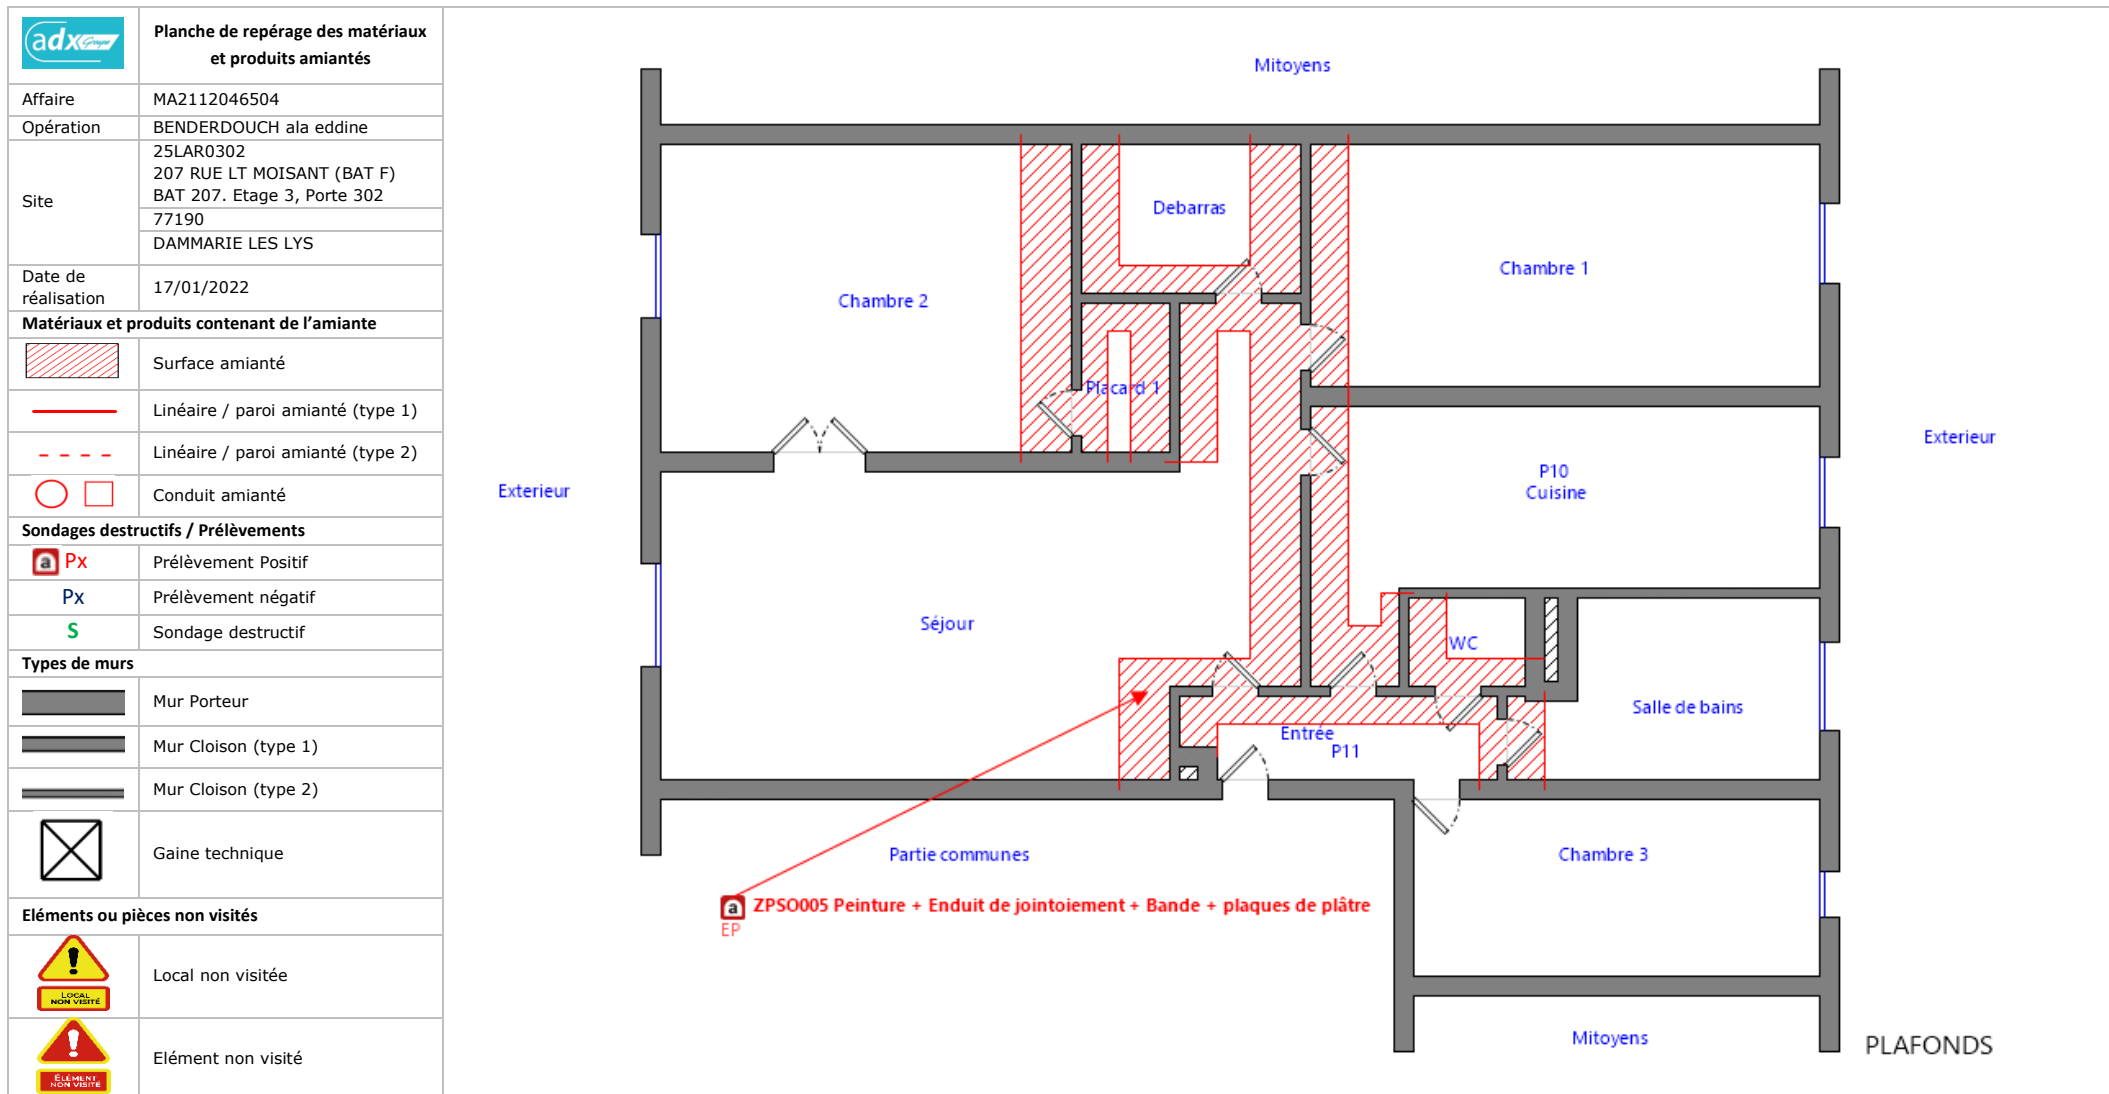 adx Groupe
Planche de repérage des matériaux
et produits amiantés
Affaire
MA2112046504
Opération
BENDERDOUCH ala eddine
Site
25LAR0302
207 RUE LT MOISANT (BAT F)
BAT 207. Etage 3, Porte 302
77190
DAMMARIE LES LYS
Date de
réalisation
17/01/2022
Matériaux et produits contenant de l'amiante
Surface amianté
Linéaire / paroi amianté (type 1)
Linéaire / paroi amianté (type 2)
Conduit amianté
Sondages destructifs / Prélèvements
a Px
Prélèvement Positif
Px
Prélèvement négatif
S
Sondage destructif
Types de murs
Mur Porteur
Mur Cloison (type 1)
Mur Cloison (type 2)
Gaine technique
Eléments ou pièces non visités
LOCAL
NON VISITÉ
Local non visitée
ÉLÉMENT
NON VISITÉ
Elément non visité
Mitoyens
Debarras
Chambre 1
Chambre 2
Placard 1
Exterieur
P10
Cuisine
Exterieur
Séjour
WC
Salle de bains
Entrée
P11
Partie communes
Chambre 3
a ZPSO005 Peinture + Enduit de jointoiement + Bande + plaques de plâtre
EP
Mitoyens
PLAFONDS